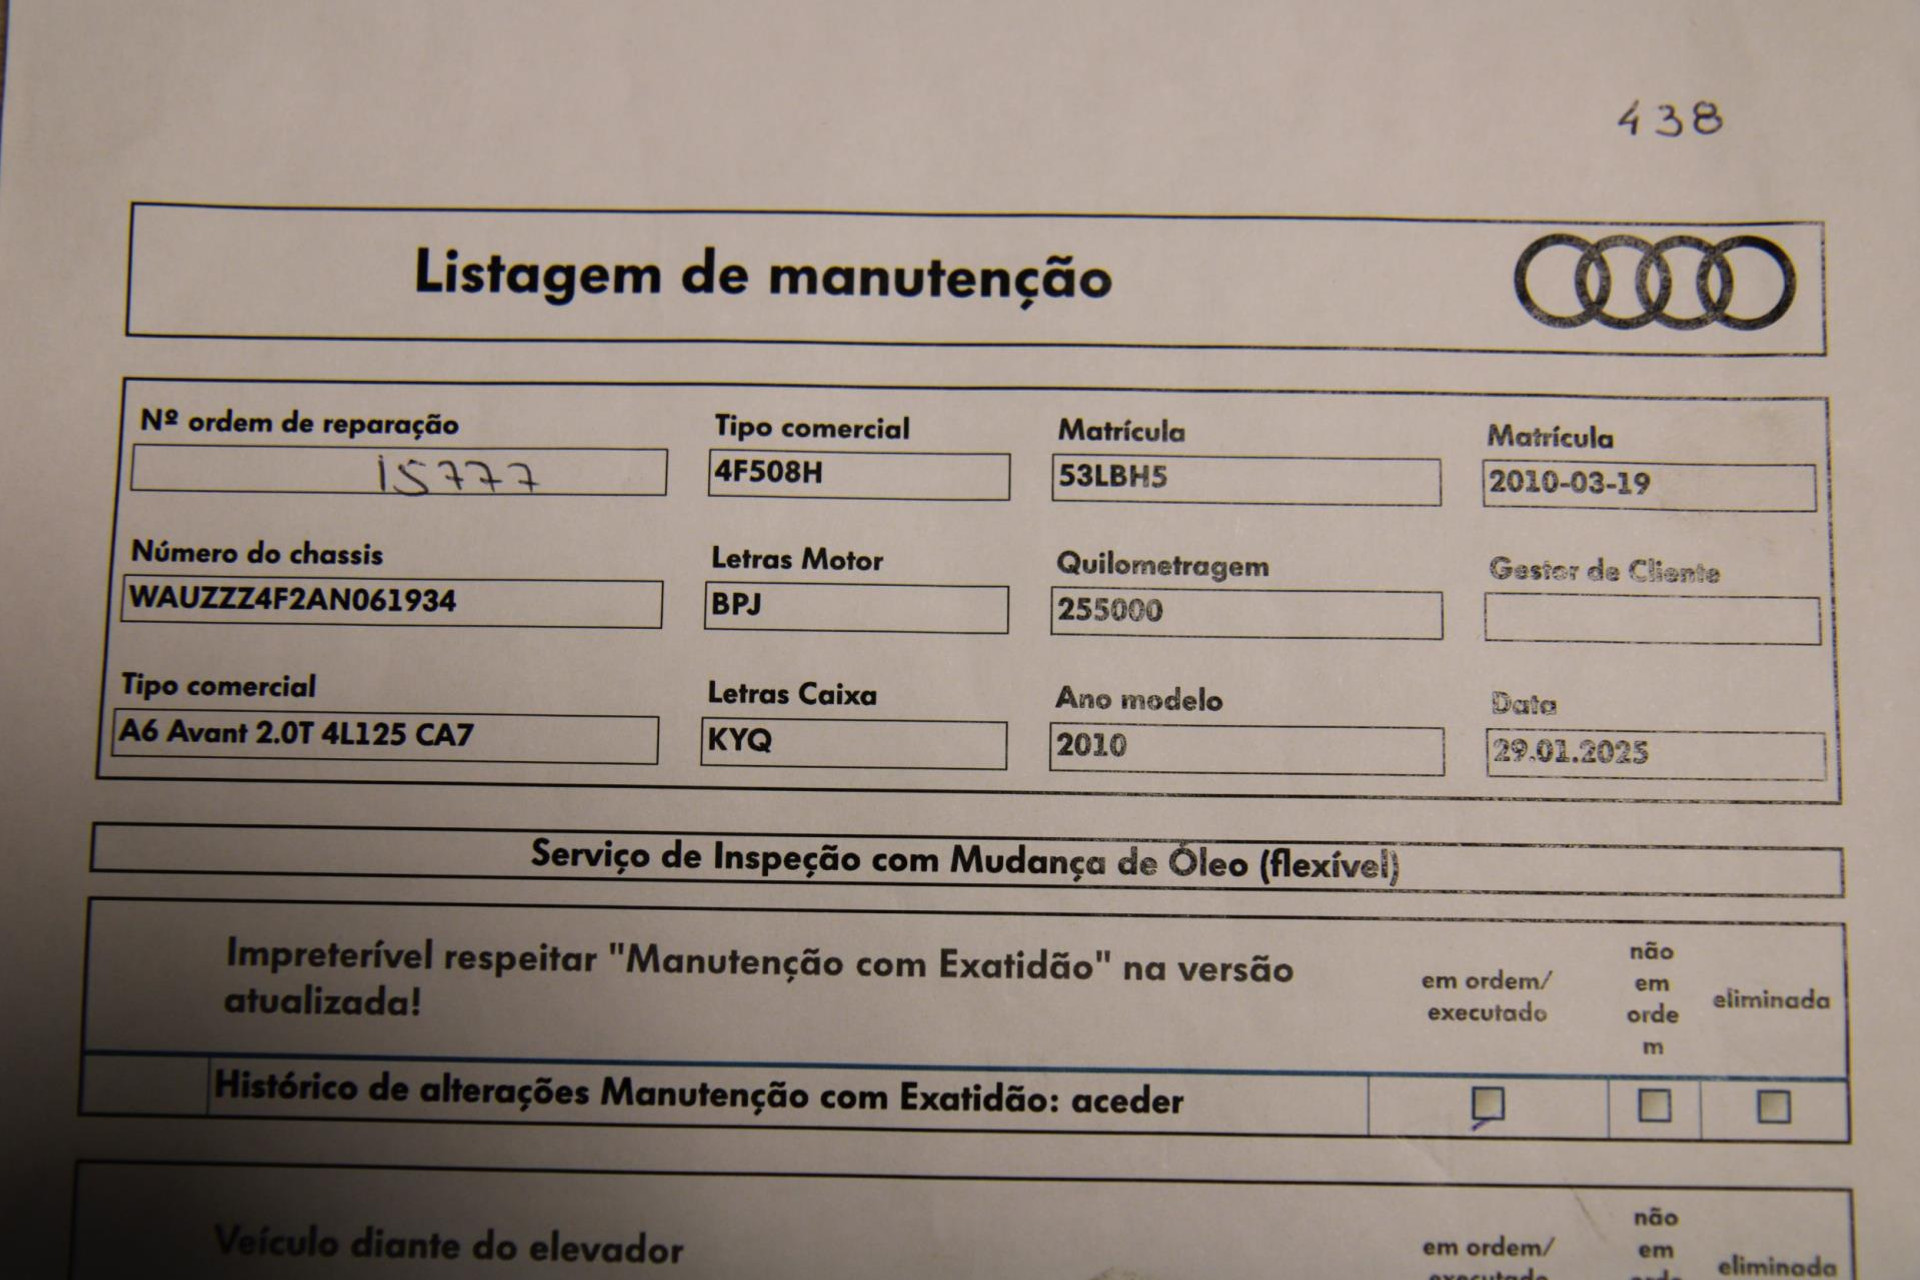 438
Listagem de manutenção
Nº ordem de reparação
15777
Tipo comercial
4F508H
Matrícula
53LBH5
Matrícula
2010-03-19
Número do chassis
WAUZZZ4F2AN061934
Letras Motor
BPJ
Quilometragem
255000
Gestor de Cliente
Tipo comercial
A6 Avant 2.0T 4L125 CA7
Letras Caixa
KYQ
Ano modelo
2010
Data
29.01.2025
Serviço de Inspeção com Mudança de Óleo (flexível)
Impreterível respeitar "Manutenção com Exatidão" na versão
atualizada!
em ordem/
executado
não
em
orde
m
eliminada
Histórico de alterações Manutenção com Exatidão: aceder
Veículo diante do elevador
em ordem/
executado
não
em
orde
eliminada